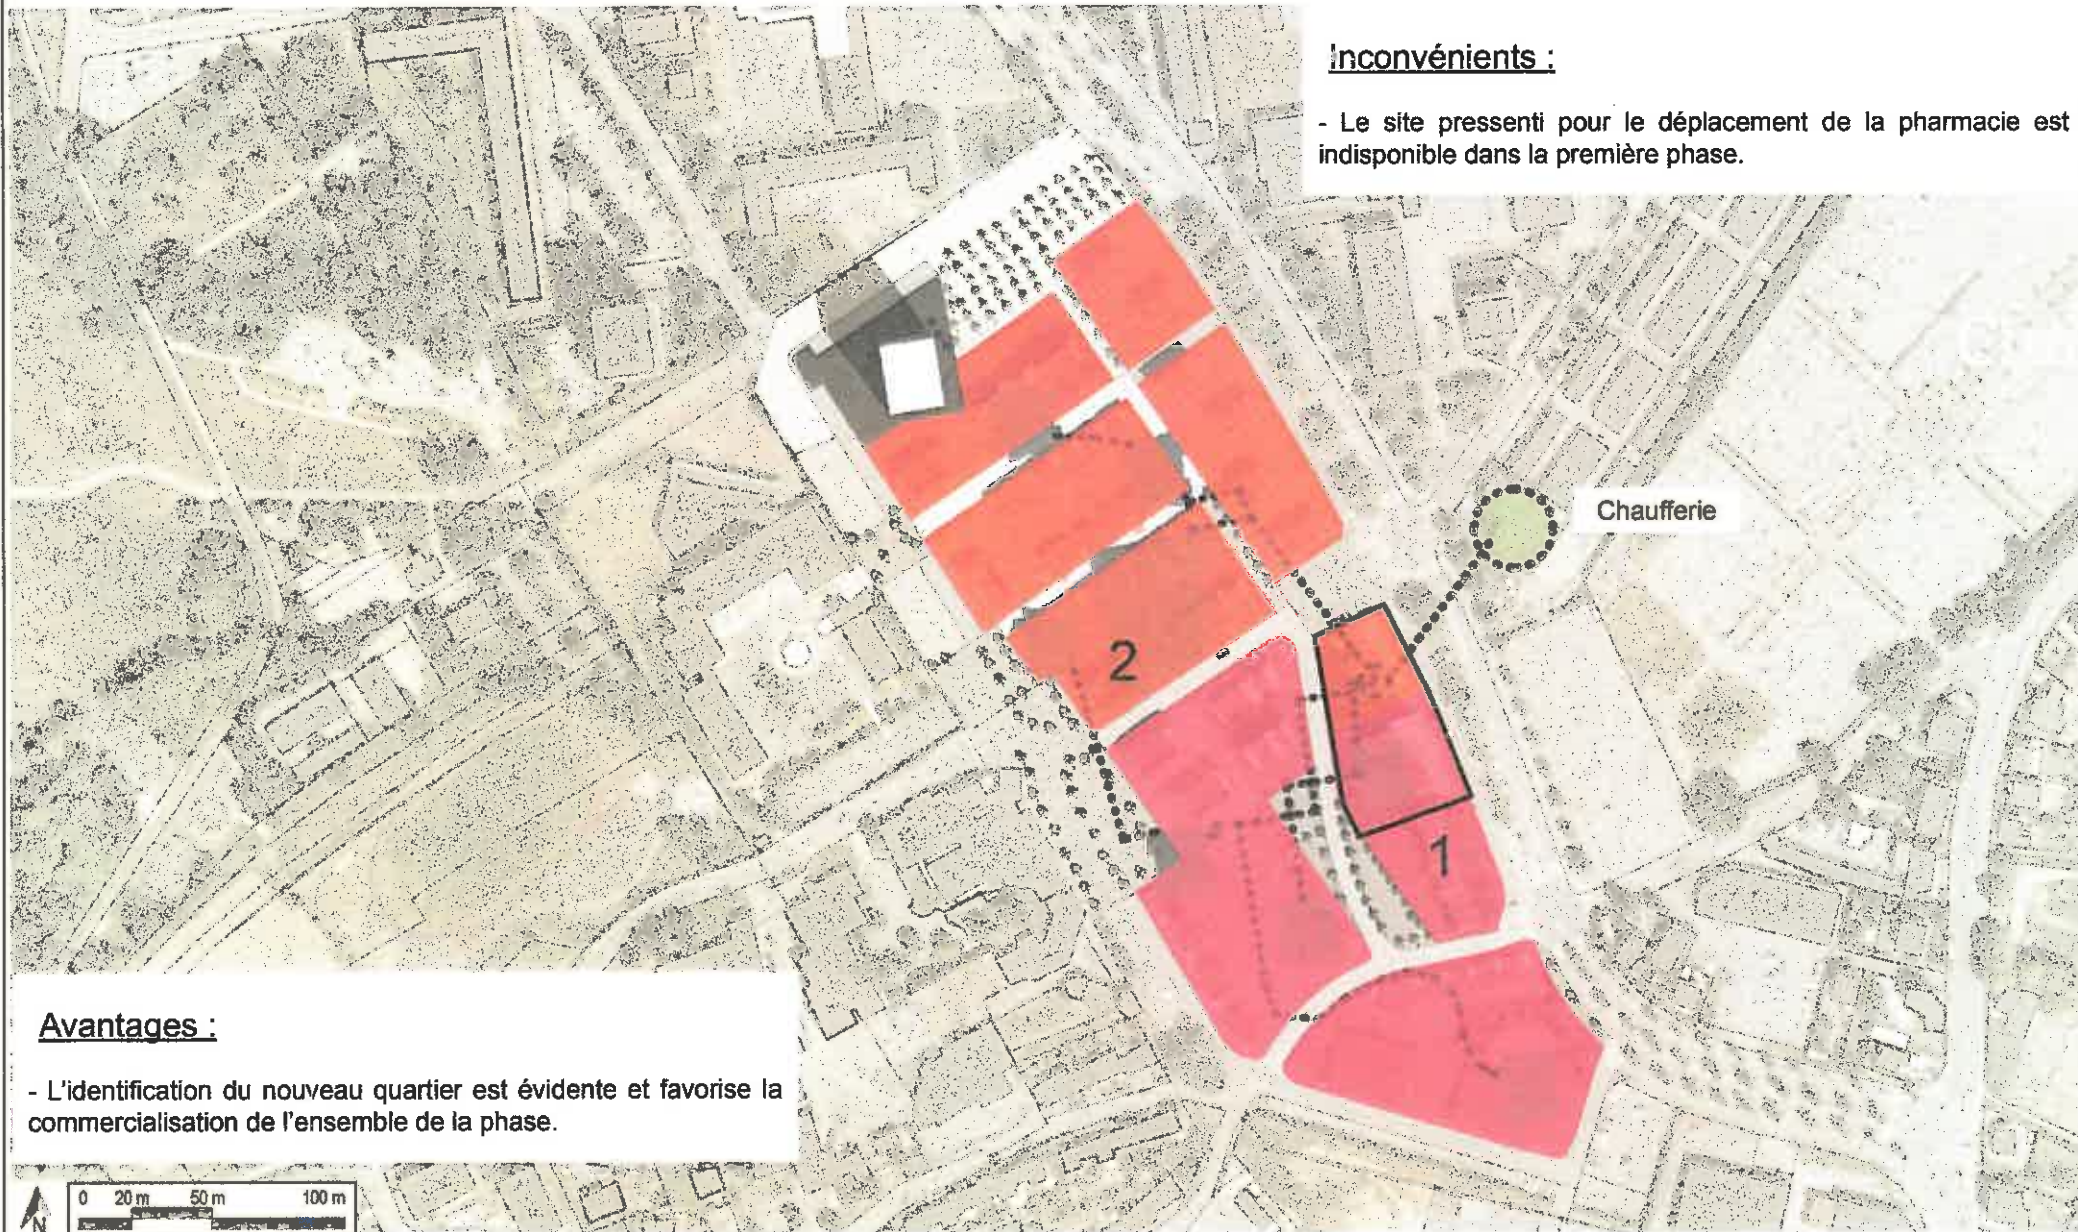 Inconvénients :
- Le site pressenti pour le déplacement de la pharmacie est
indisponible dans la première phase.
Chaufferie
2
1
Avantages :
- L'identification du nouveau quartier est évidente et favorise la
commercialisation de l'ensemble de la phase.
0 20 m 50 m 100 m
N